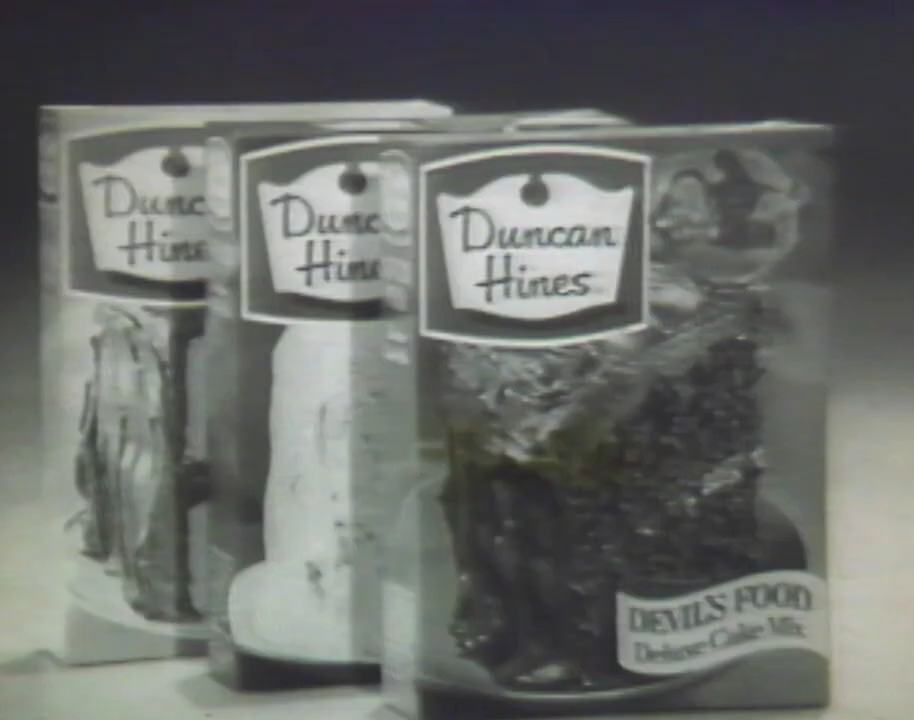 Dunc
Hine
Dunc
Hine
Duncan
Hines
DEVIL'S FOOD
Deluxe Cake Mix